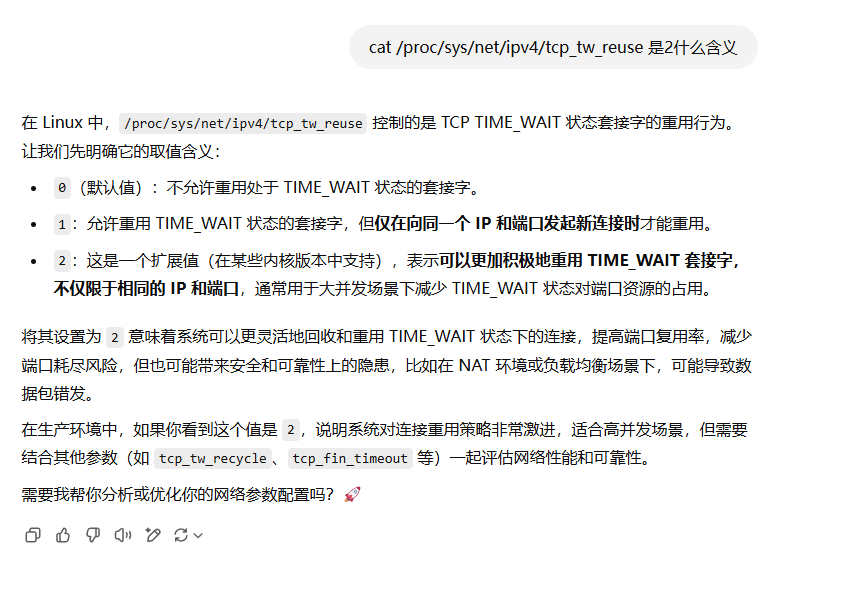 cat /proc/sys/net/ipv4/tcp_tw_reuse 是2什么含义
在 Linux 中，/proc/sys/net/ipv4/tcp_tw_reuse 控制的是 TCP TIME_WAIT 状态套接字的重用行为。
让我们先明确它的取值含义：
• 0（默认值）：不允许重用处于 TIME_WAIT 状态的套接字。
• 1：允许重用 TIME_WAIT 状态的套接字，但仅在向同一个 IP 和端口发起新连接时才能重用。
• 2：这是一个扩展值（在某些内核版本中支持），表示可以更加积极地重用 TIME_WAIT 套接字，
不仅限于相同的 IP 和端口，通常用于大并发场景下减少 TIME_WAIT 状态对端口资源的占用。
将其设置为 2 意味着系统可以更灵活地回收和重用 TIME_WAIT 状态下的连接，提高端口复用率，减少
端口耗尽风险，但也可能带来安全和可靠性上的隐患，比如在 NAT 环境或负载均衡场景下，可能导致数
据包错发。
在生产环境中，如果你看到这个值是 2，说明系统对连接重用策略非常激进，适合高并发场景，但需要
结合其他参数（如 tcp_tw_recycle、tcp_fin_timeout 等）一起评估网络性能和可靠性。
需要我帮你分析或优化你的网络参数配置吗？🚀